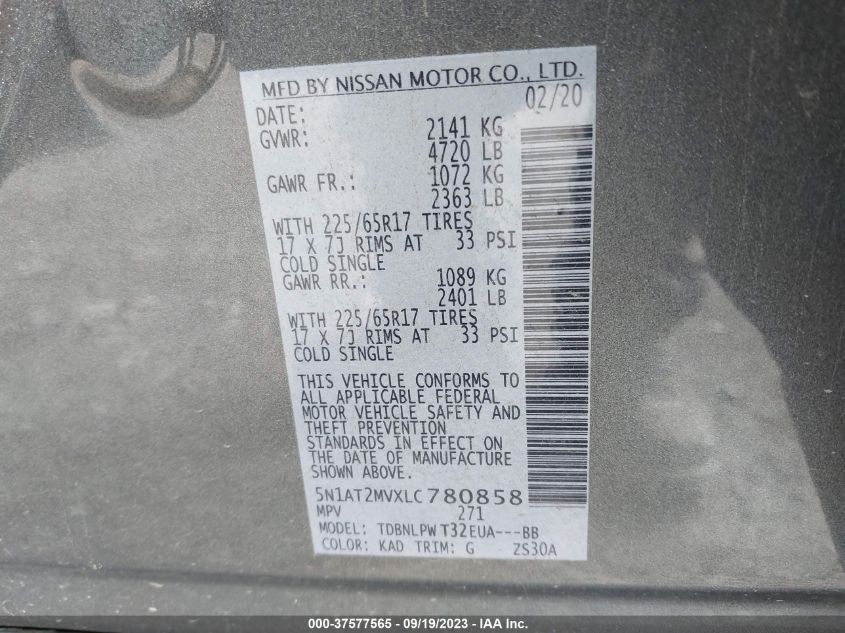 MFD BY NISSAN MOTOR CO., LTD.
DATE: 02/20
GVWR: 2141 KG
4720 LB
GAWR FR.: 1072 KG
2363 LB
WITH 225/65R17 TIRES
17 X 7J RIMS AT 33 PSI
COLD SINGLE
GAWR RR.: 1089 KG
2401 LB
WITH 225/65R17 TIRES
17 X 7J RIMS AT 33 PSI
COLD SINGLE
THIS VEHICLE CONFORMS TO
ALL APPLICABLE FEDERAL
MOTOR VEHICLE SAFETY AND
THEFT PREVENTION
STANDARDS IN EFFECT ON
THE DATE OF MANUFACTURE
SHOWN ABOVE.
5N1AT2MVXLC780858
MPV 271
MODEL: TDBNLPWT32EUA---BB
COLOR: KAD TRIM: G ZS30A
000-37577565 - 09/19/2023 - IAA Inc.